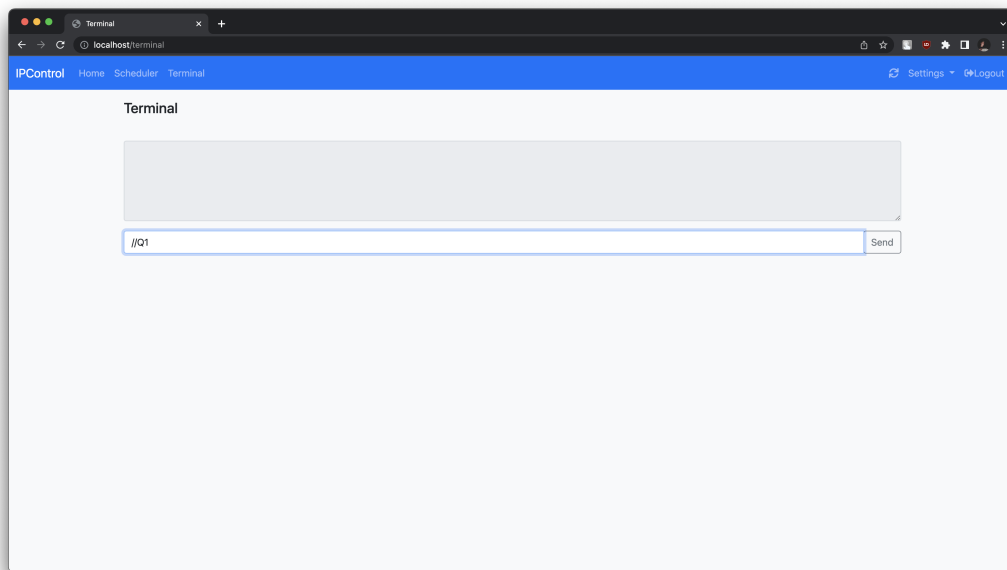 Terminal
localhost/terminal
IPControl Home Scheduler Terminal Settings Logout
Terminal
//Q1
Send